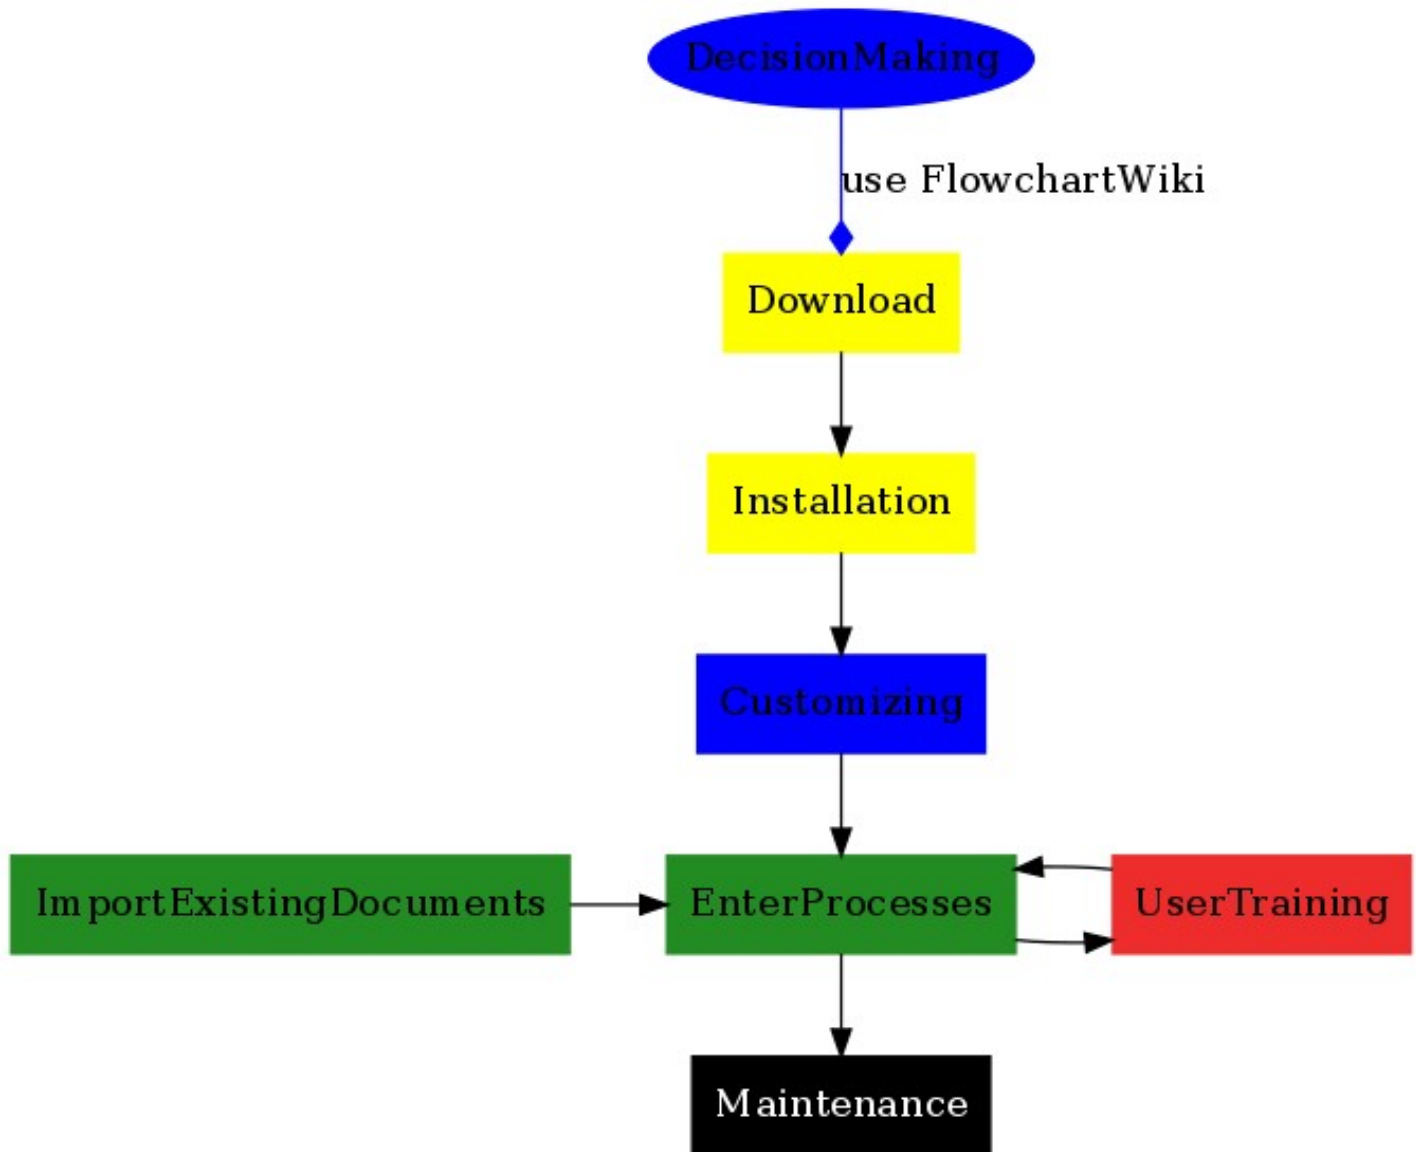 DecisionMaking
use FlowchartWiki
Download
Installation
Customizing
ImportExistingDocuments
EnterProcesses
UserTraining
Maintenance